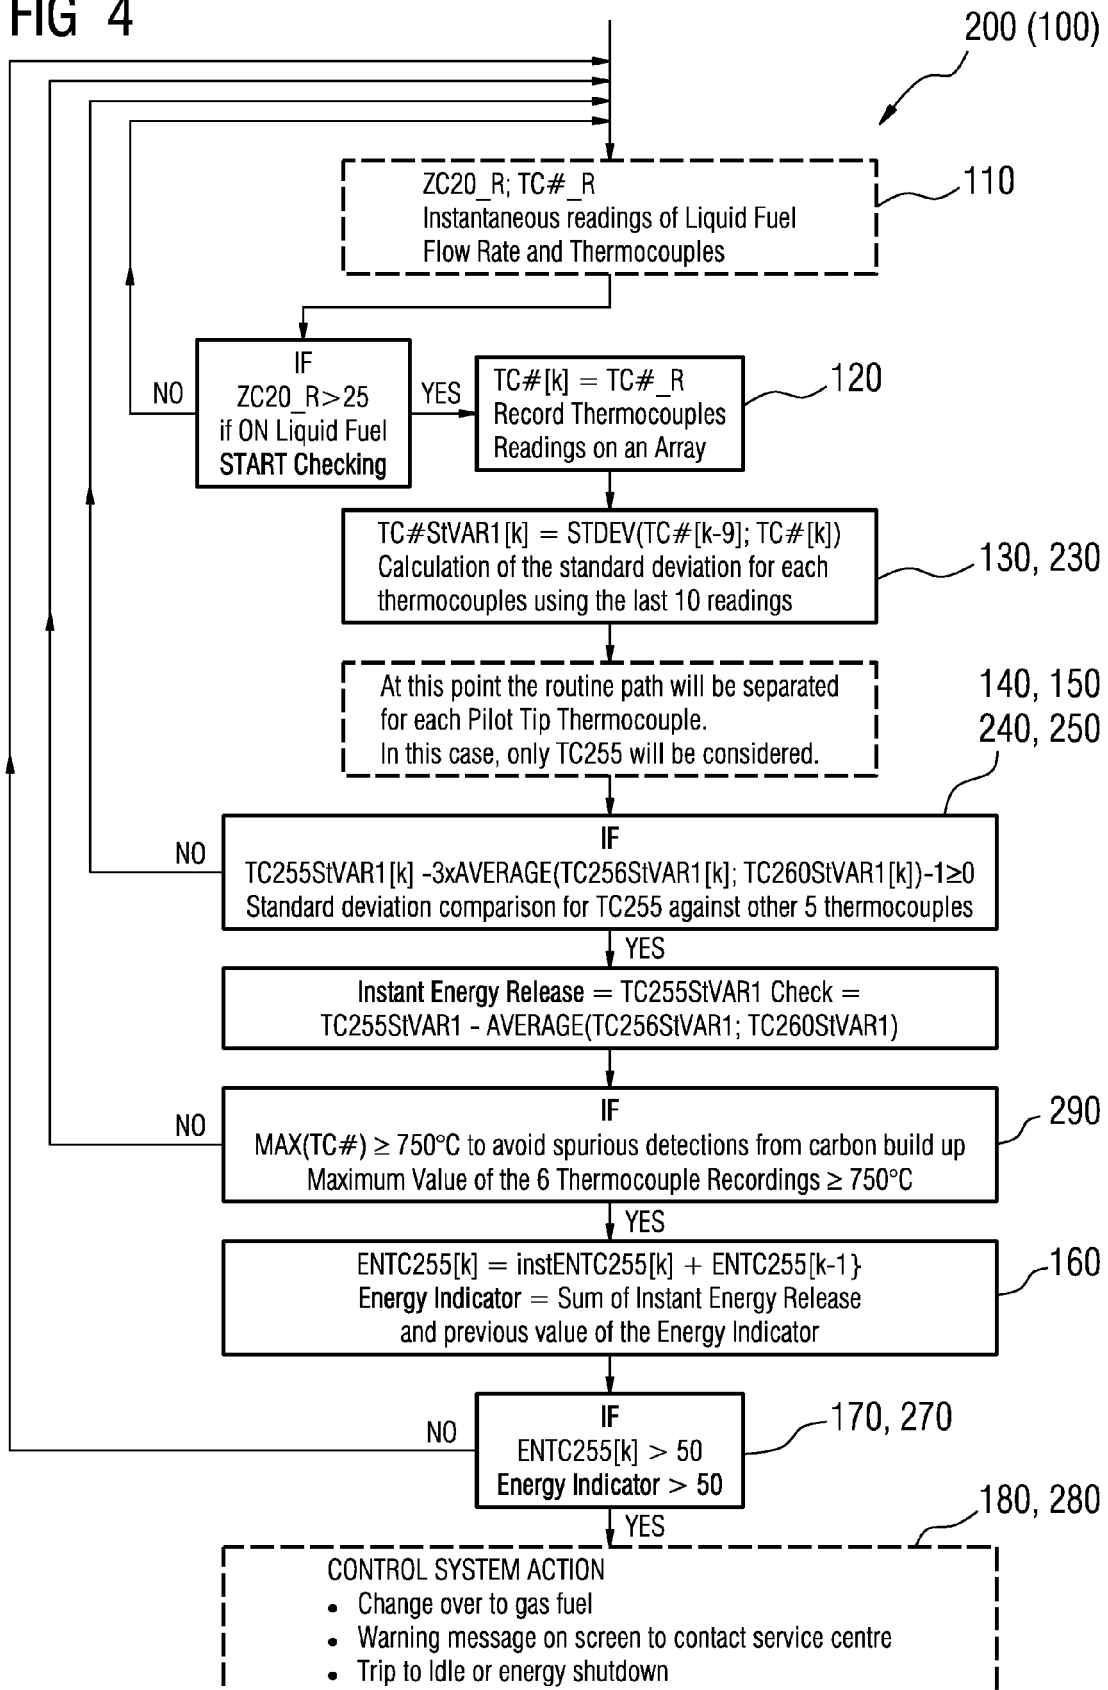 FIG 4
200 (100)
ZC20_R; TC#_R
Instantaneous readings of Liquid Fuel
Flow Rate and Thermocouples
110
IF
ZC20_R>25
if ON Liquid Fuel
START Checking
NO
YES
TC#[k] = TC#_R
Record Thermocouples
Readings on an Array
120
TC#StVAR1[k] = STDEV(TC#[k-9]; TC#[k])
Calculation of the standard deviation for each
thermocouples using the last 10 readings
130, 230
At this point the routine path will be separated
for each Pilot Tip Thermocouple.
In this case, only TC255 will be considered.
140, 150
240, 250
NO
IF
TC255StVAR1[k] -3xAVERAGE(TC256StVAR1[k]; TC260StVAR1[k])-1≥0
Standard deviation comparison for TC255 against other 5 thermocouples
YES
Instant Energy Release = TC255StVAR1 Check =
TC255StVAR1 - AVERAGE(TC256StVAR1; TC260StVAR1)
NO
IF
MAX(TC#) ≥ 750°C to avoid spurious detections from carbon build up
Maximum Value of the 6 Thermocouple Recordings ≥ 750°C
290
YES
ENTC255[k] = instENTC255[k] + ENTC255[k-1}
Energy Indicator = Sum of Instant Energy Release
and previous value of the Energy Indicator
160
NO
IF
ENTC255[k] > 50
Energy Indicator > 50
170, 270
YES
180, 280
CONTROL SYSTEM ACTION
• Change over to gas fuel
• Warning message on screen to contact service centre
• Trip to Idle or energy shutdown